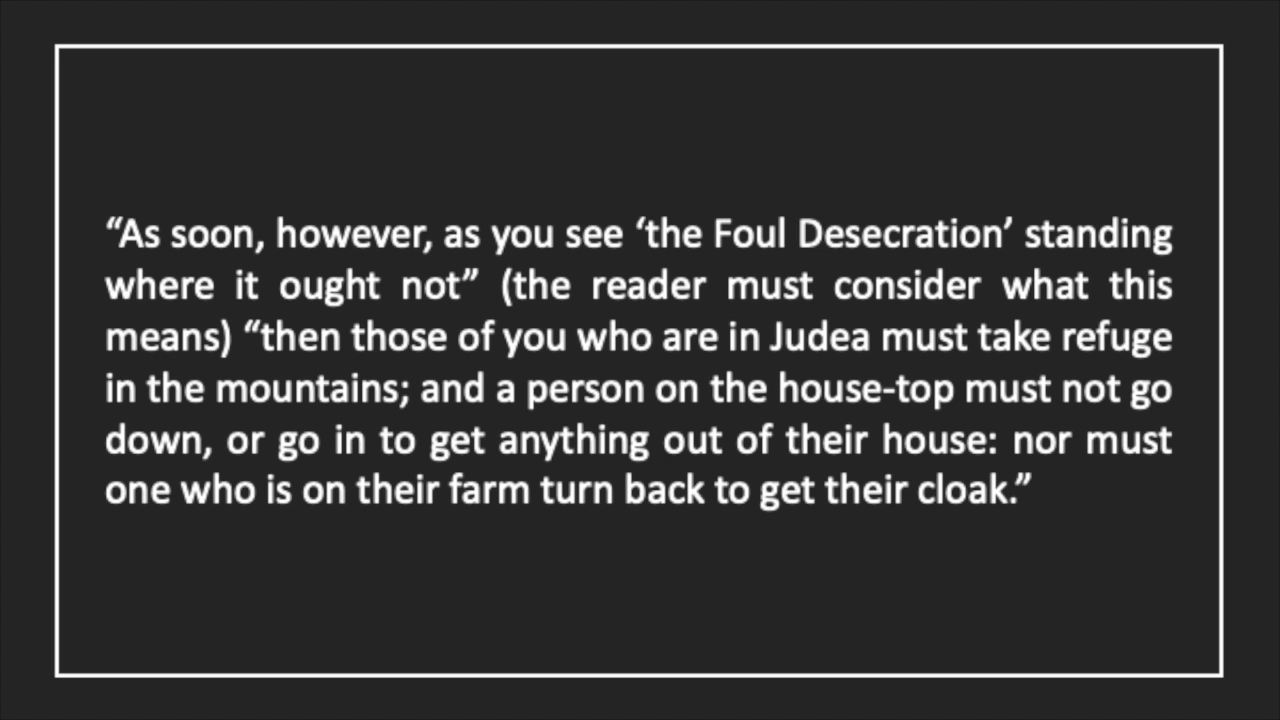 “As soon, however, as you see ‘the Foul Desecration’ standing
where it ought not” (the reader must consider what this
means) “then those of you who are in Judea must take refuge
in the mountains; and a person on the house-top must not go
down, or go in to get anything out of their house: nor must
one who is on their farm turn back to get their cloak.”